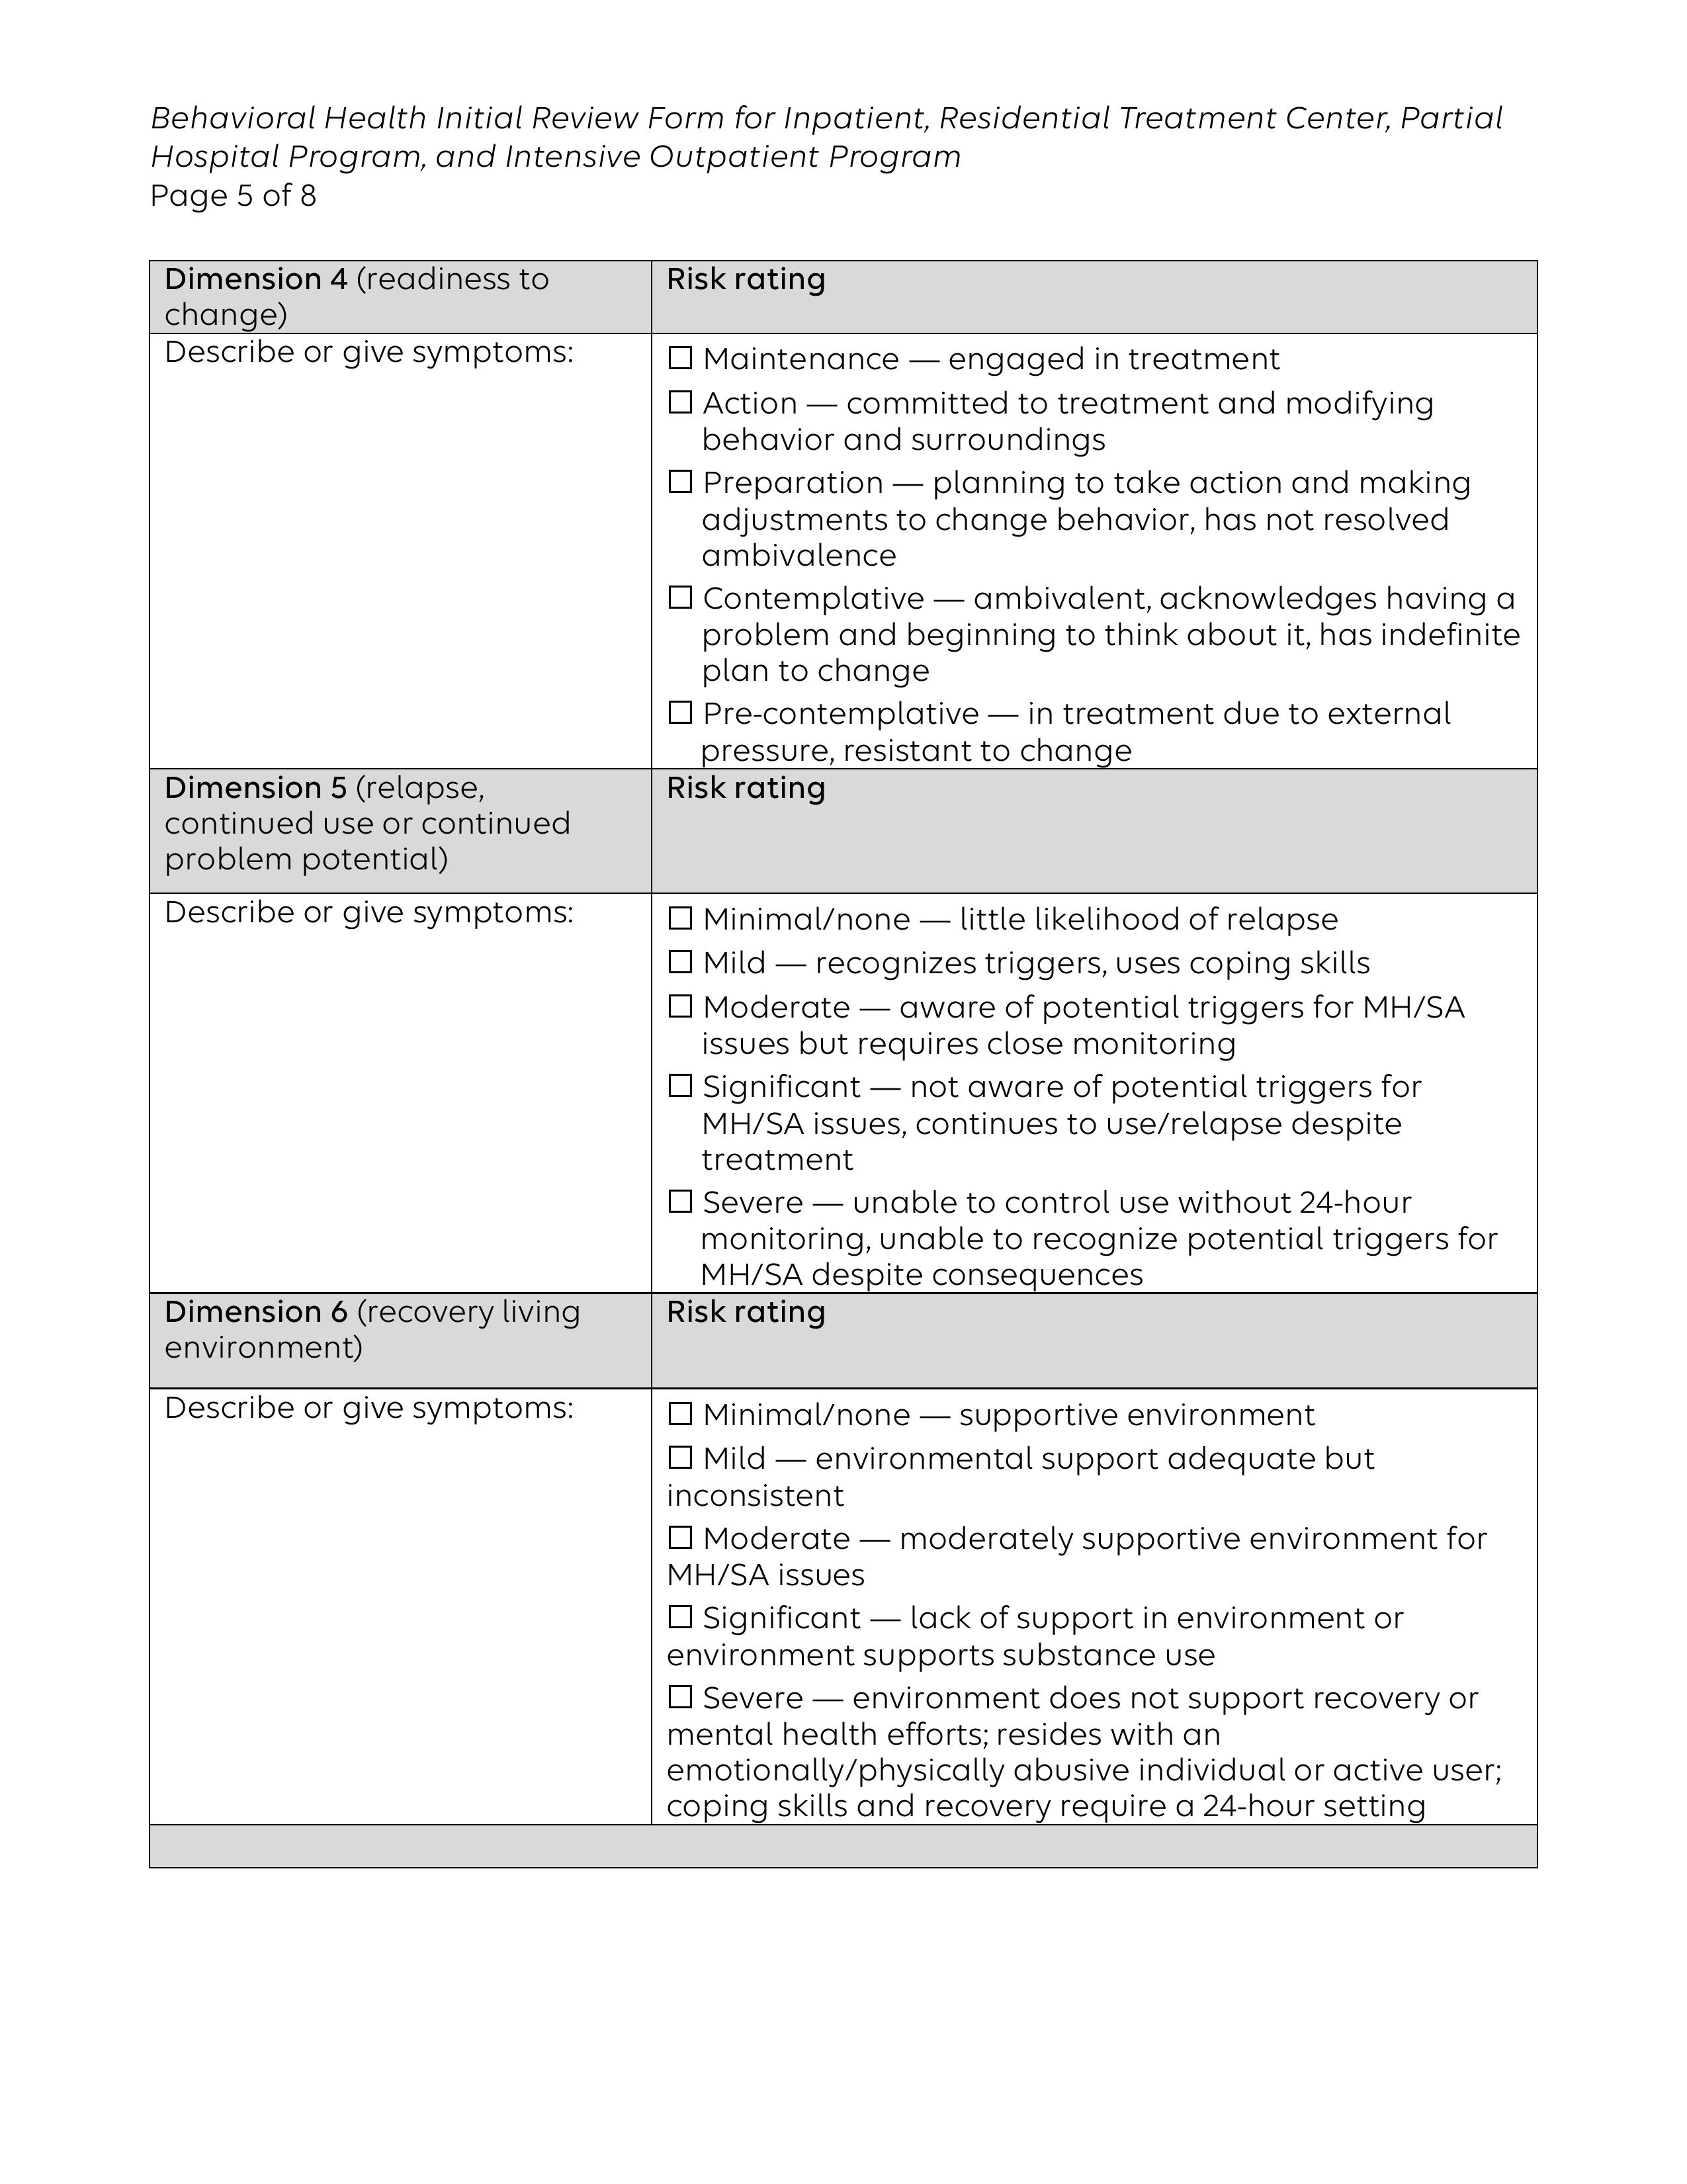 Behavioral Health Initial Review Form for Inpatient, Residential Treatment Center, Partial
Hospital Program, and Intensive Outpatient Program
Page 5 of 8
Dimension 4 (readiness to
change)
Risk rating
Describe or give symptoms:
☐ Maintenance — engaged in treatment
☐ Action — committed to treatment and modifying
behavior and surroundings
☐ Preparation — planning to take action and making
adjustments to change behavior, has not resolved
ambivalence
☐ Contemplative — ambivalent, acknowledges having a
problem and beginning to think about it, has indefinite
plan to change
☐ Pre-contemplative — in treatment due to external
pressure, resistant to change
Dimension 5 (relapse,
continued use or continued
problem potential)
Risk rating
Describe or give symptoms:
☐ Minimal/none — little likelihood of relapse
☐ Mild — recognizes triggers, uses coping skills
☐ Moderate — aware of potential triggers for MH/SA
issues but requires close monitoring
☐ Significant — not aware of potential triggers for
MH/SA issues, continues to use/relapse despite
treatment
☐ Severe — unable to control use without 24-hour
monitoring, unable to recognize potential triggers for
MH/SA despite consequences
Dimension 6 (recovery living
environment)
Risk rating
Describe or give symptoms:
☐ Minimal/none — supportive environment
☐ Mild — environmental support adequate but
inconsistent
☐ Moderate — moderately supportive environment for
MH/SA issues
☐ Significant — lack of support in environment or
environment supports substance use
☐ Severe — environment does not support recovery or
mental health efforts; resides with an
emotionally/physically abusive individual or active user;
coping skills and recovery require a 24-hour setting